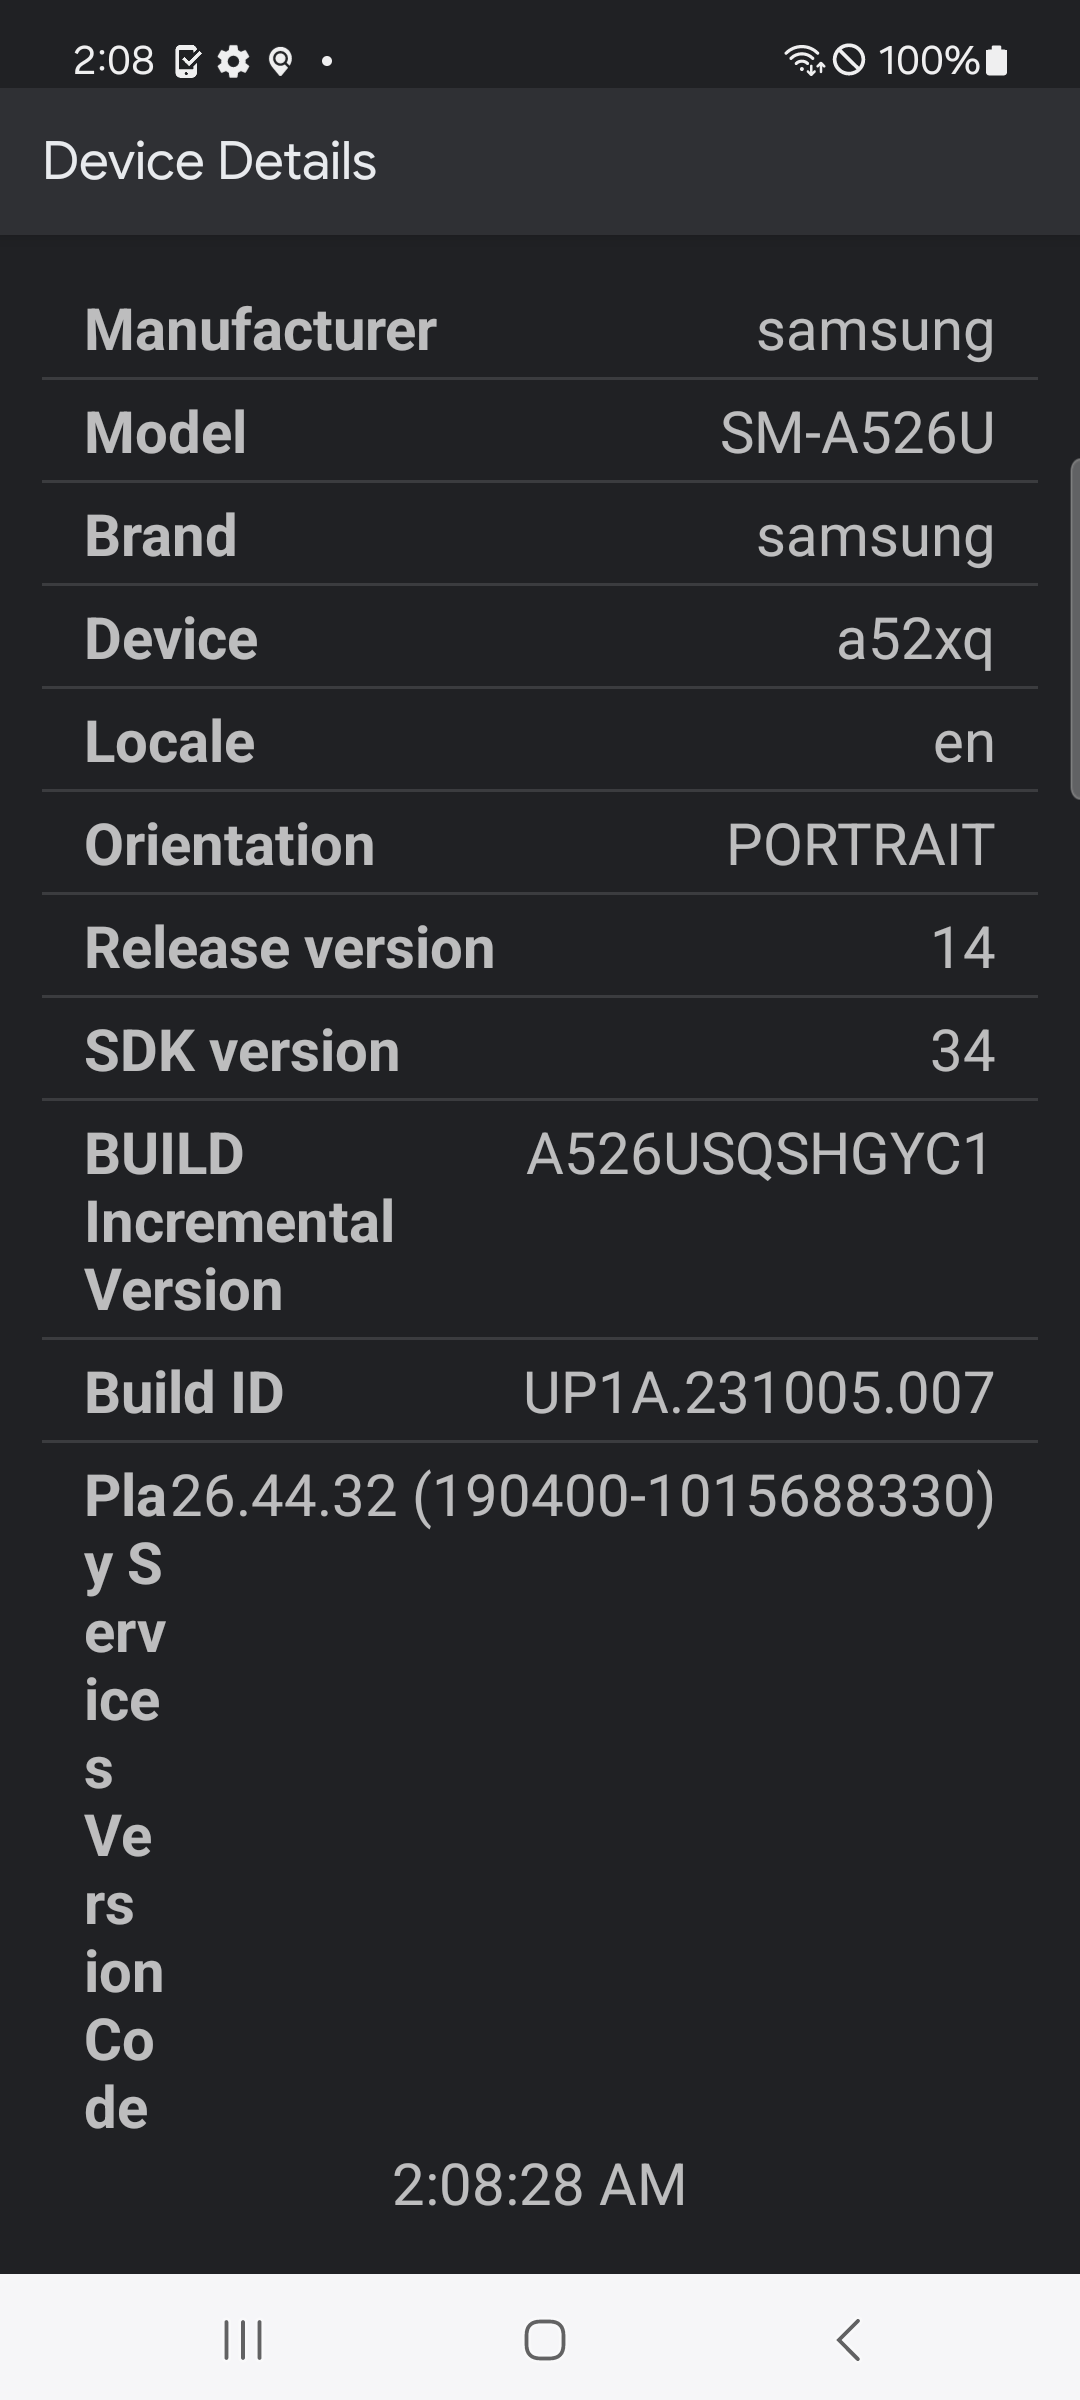 2:08
100%
Device Details
Manufacturer samsung
Model SM-A526U
Brand samsung
Device a52xq
Locale en
Orientation PORTRAIT
Release version 14
SDK version 34
BUILD A526USQSHGYC1
Incremental
Version
Build ID UP1A.231005.007
Pla 26.44.32 (190400-1015688330)
y S
erv
ice
s
Ve
rs
ion
Co
de
2:08:28 AM